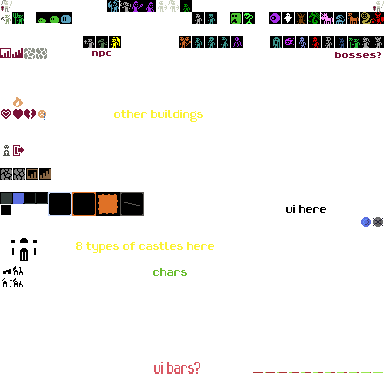 npc
bosses?
other buildings
ui here
6 types of castles here
chars
ui bars?